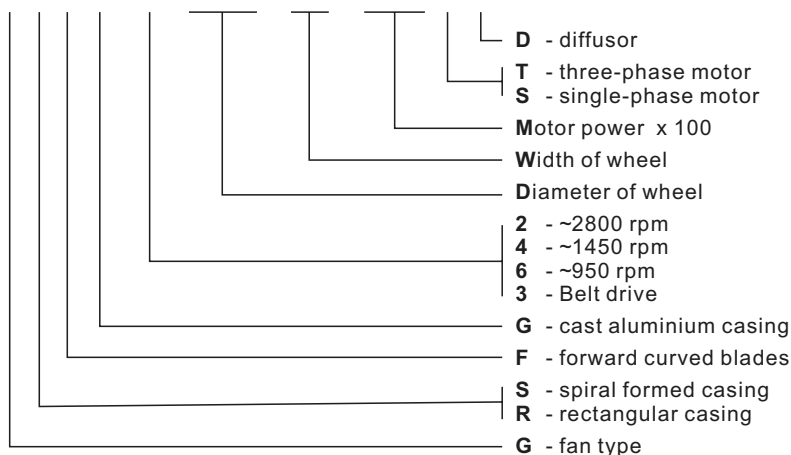 D - diffusor
T - three-phase motor
S - single-phase motor
Motor power x 100
Width of wheel
Diameter of wheel
2 - ~2800 rpm
4 - ~1450 rpm
6 - ~950 rpm
3 - Belt drive
G - cast aluminium casing
F - forward curved blades
S - spiral formed casing
R - rectangular casing
G - fan type